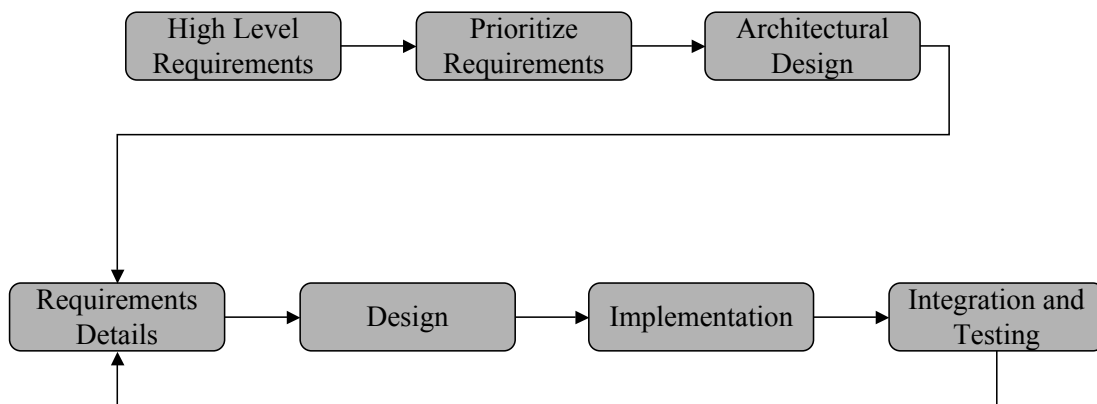 High Level
Requirements
Prioritize
Requirements
Architectural
Design
Requirements
Details
Design
Implementation
Integration and
Testing